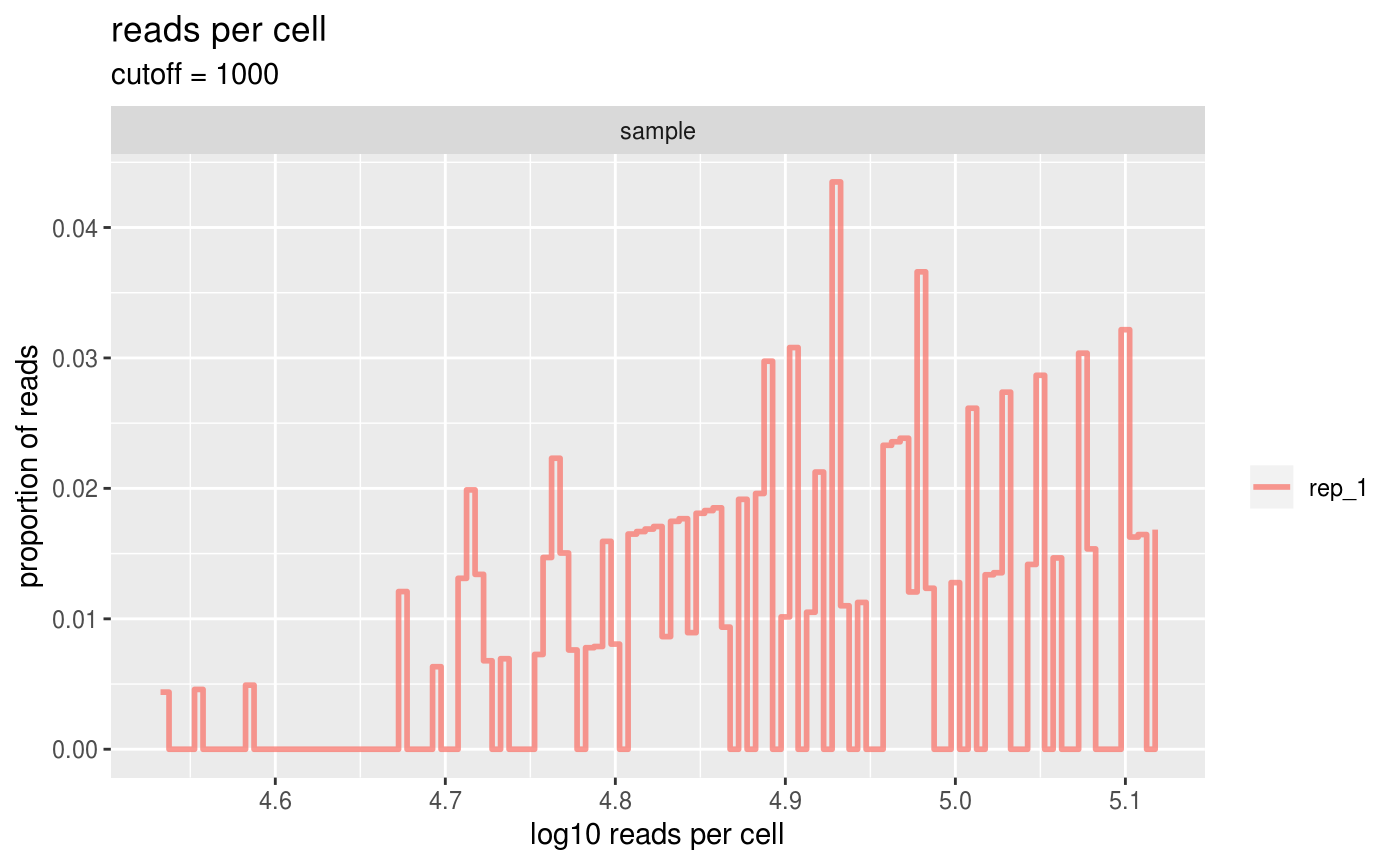 reads per cell
cutoff = 1000
sample
proportion of reads
0.04
0.03
0.02
0.01
0.00
4.6 4.7 4.8 4.9 5.0 5.1
log10 reads per cell
rep_1